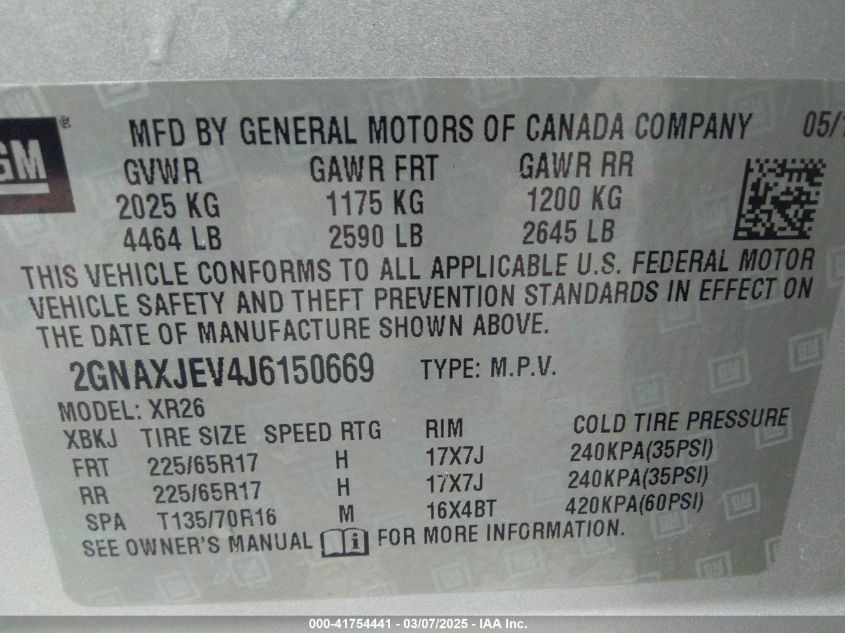 GM ®
MFD BY GENERAL MOTORS OF CANADA COMPANY 05/1
GVWR GAWR FRT GAWR RR
2025 KG 1175 KG 1200 KG
4464 LB 2590 LB 2645 LB
THIS VEHICLE CONFORMS TO ALL APPLICABLE U.S. FEDERAL MOTOR
VEHICLE SAFETY AND THEFT PREVENTION STANDARDS IN EFFECT ON
THE DATE OF MANUFACTURE SHOWN ABOVE.
2GNAXJEV4J6150669 TYPE: M.P.V.
MODEL: XR26
XBKJ TIRE SIZE SPEED RTG RIM COLD TIRE PRESSURE
FRT 225/65R17 H 17X7J 240KPA(35PSI)
RR 225/65R17 H 17X7J 240KPA(35PSI)
SPA T135/70R16 M 16X4BT 420KPA(60PSI)
SEE OWNER'S MANUAL i FOR MORE INFORMATION.
000-41754441 - 03/07/2025 - IAA Inc.